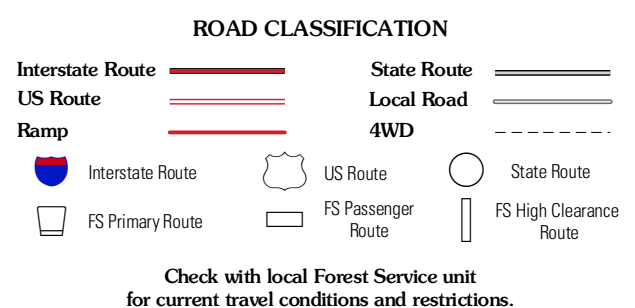 ROAD CLASSIFICATION
Interstate Route
State Route
US Route
Local Road
Ramp
4WD
Interstate Route
US Route
State Route
FS Primary Route
FS Passenger
Route
FS High Clearance
Route
Check with local Forest Service unit
for current travel conditions and restrictions.